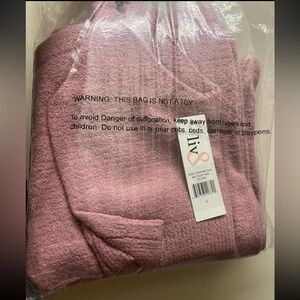 WARNING: THIS BAG IS NOT A TOY
To avoid Danger of suffocation, keep away from babies and
children. Do not use in cribs, beds, carriages or playpens
liv
8
L